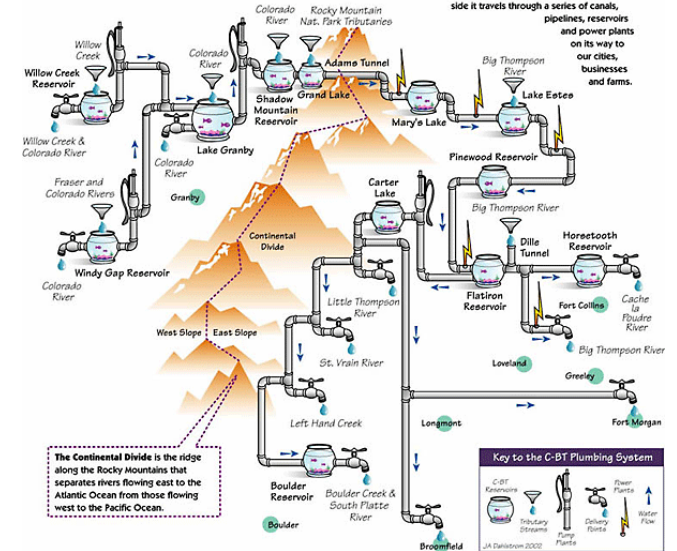 side it travels through a series of canals,
pipelines, reservoirs
and power plants
on its way to
our cities,
businesses
and farms.
Colorado
River
Rocky Mountain
Nat. Park Tributaries
Willow
Creek
Colorado
River
Adams Tunnel
Big Thompson
River
Willow Creek
Reservoir
Shadow
Mountain
Reservoir
Grand Lake
Lake Estes
Mary's Lake
Willow Creek &
Colorado River
Lake Granby
Colorado
River
Pinewood Reservoir
Fraser and
Colorado Rivers
Granby
Carter
Lake
Big Thompson River
Continental
Divide
Dille
Tunnel
Horsetooth
Reservoir
Windy Gap Reservoir
Colorado
River
Little Thompson
River
Flatiron
Reservoir
Fort Collins
Cache
la
Poudre
River
West Slope
East Slope
St. Vrain River
Big Thompson River
Loveland
Greeley
Left Hand Creek
Longmont
Fort Morgan
The Continental Divide is the ridge
along the Rocky Mountains that
separates rivers flowing east to the
Atlantic Ocean from those flowing
west to the Pacific Ocean.
Boulder
Reservoir
Boulder Creek &
South Platte
River
Boulder
Broomfield
Key to the C-BT Plumbing System
C-BT
Reservoirs
Tributary
Streams
Pump
Plants
Delivery
Points
Power
Plants
Water
Flow
JA Dahlstrom 2002